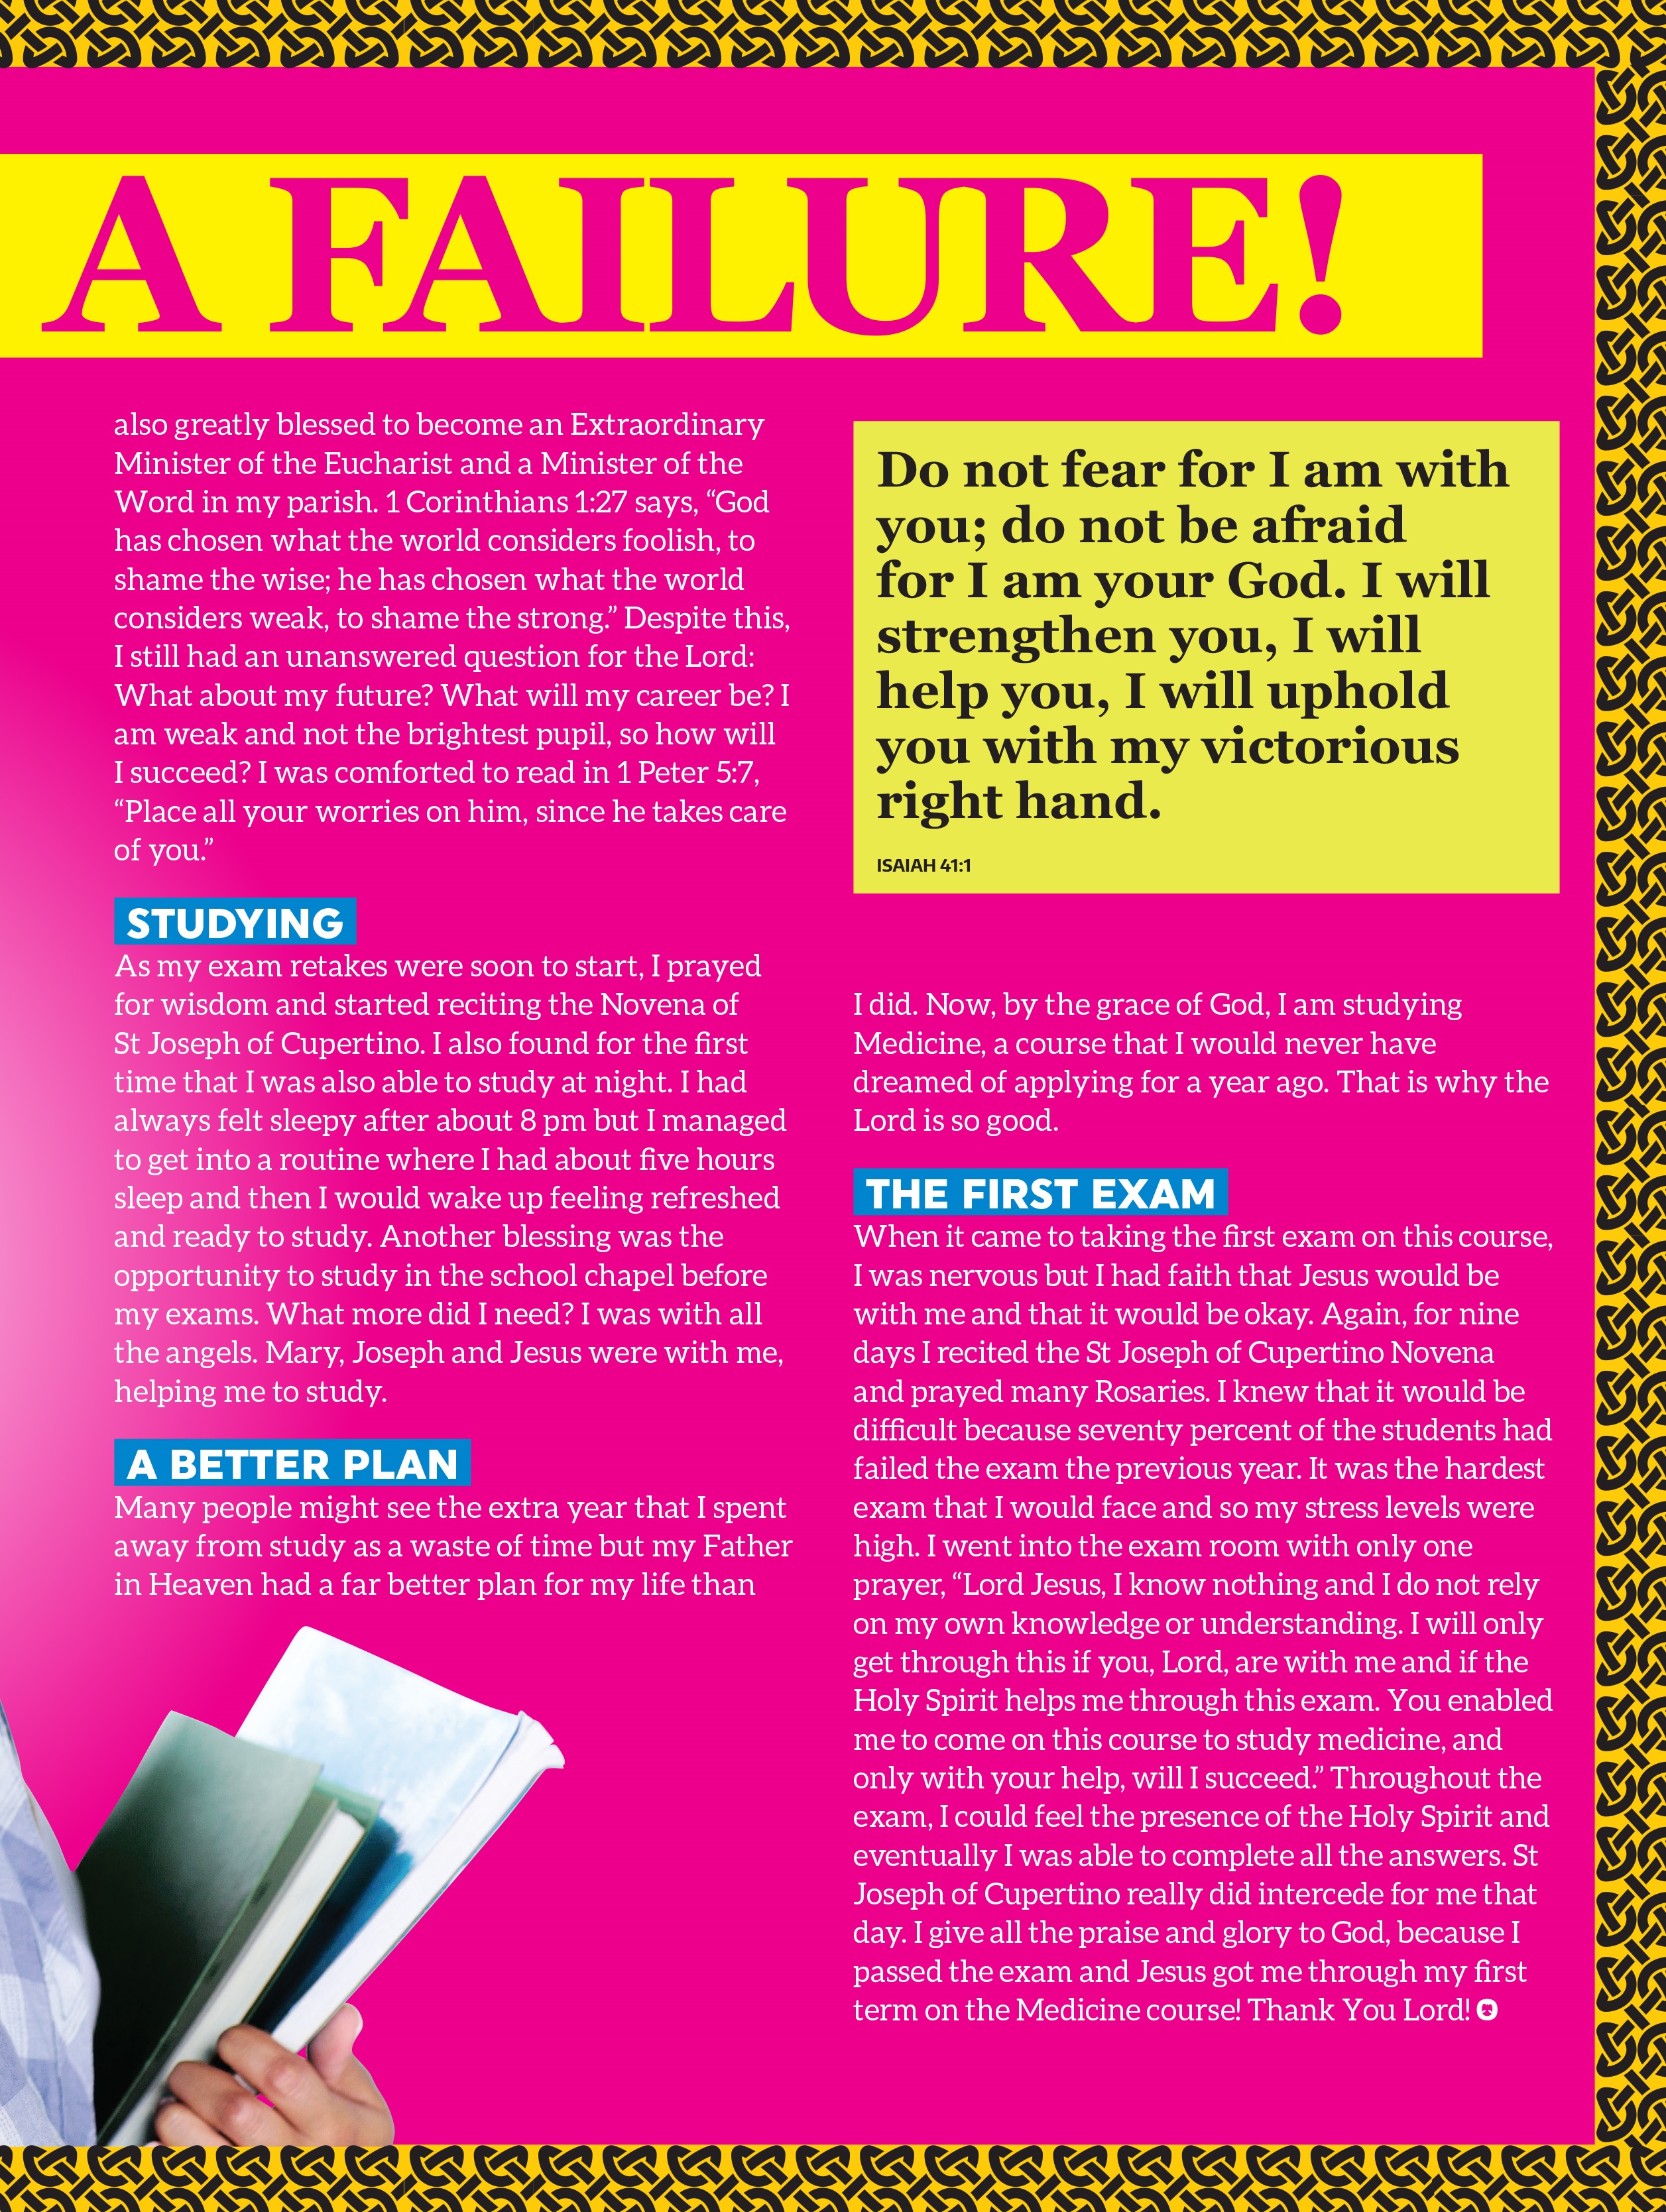 A FAILURE!
also greatly blessed to become an Extraordinary
Minister of the Eucharist and a Minister of the
Word in my parish. 1 Corinthians 1:27 says, “God
has chosen what the world considers foolish, to
shame the wise; he has chosen what the world
considers weak, to shame the strong.” Despite this,
I still had an unanswered question for the Lord:
What about my future? What will my career be? I
am weak and not the brightest pupil, so how will
I succeed? I was comforted to read in 1 Peter 5:7,
“Place all your worries on him, since he takes care
of you.”
STUDYING
As my exam retakes were soon to start, I prayed
for wisdom and started reciting the Novena of
St Joseph of Cupertino. I also found for the first
time that I was also able to study at night. I had
always felt sleepy after about 8 pm but I managed
to get into a routine where I had about five hours
sleep and then I would wake up feeling refreshed
and ready to study. Another blessing was the
opportunity to study in the school chapel before
my exams. What more did I need? I was with all
the angels. Mary, Joseph and Jesus were with me,
helping me to study.
A BETTER PLAN
Many people might see the extra year that I spent
away from study as a waste of time but my Father
in Heaven had a far better plan for my life than
Do not fear for I am with
you; do not be afraid
for I am your God. I will
strengthen you, I will
help you, I will uphold
you with my victorious
right hand.
ISAIAH 41:1
I did. Now, by the grace of God, I am studying
Medicine, a course that I would never have
dreamed of applying for a year ago. That is why the
Lord is so good.
THE FIRST EXAM
When it came to taking the first exam on this course,
I was nervous but I had faith that Jesus would be
with me and that it would be okay. Again, for nine
days I recited the St Joseph of Cupertino Novena
and prayed many Rosaries. I knew that it would be
difficult because seventy percent of the students had
failed the exam the previous year. It was the hardest
exam that I would face and so my stress levels were
high. I went into the exam room with only one
prayer, “Lord Jesus, I know nothing and I do not rely
on my own knowledge or understanding. I will only
get through this if you, Lord, are with me and if the
Holy Spirit helps me through this exam. You enabled
me to come on this course to study medicine, and
only with your help, will I succeed.” Throughout the
exam, I could feel the presence of the Holy Spirit and
eventually I was able to complete all the answers. St
Joseph of Cupertino really did intercede for me that
day. I give all the praise and glory to God, because I
passed the exam and Jesus got me through my first
term on the Medicine course! Thank You Lord!